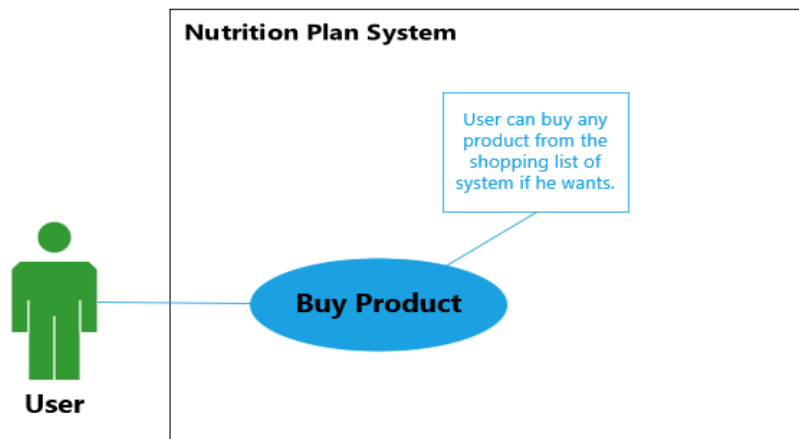 Nutrition Plan System
User can buy any
product from the
shopping list of
system if he wants.
Buy Product
User